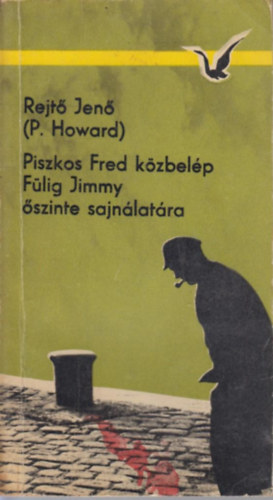 Rejtő Jenő
(P. Howard)
Piszkos Fred közbelép
Fülig Jimmy
őszinte sajnálatára